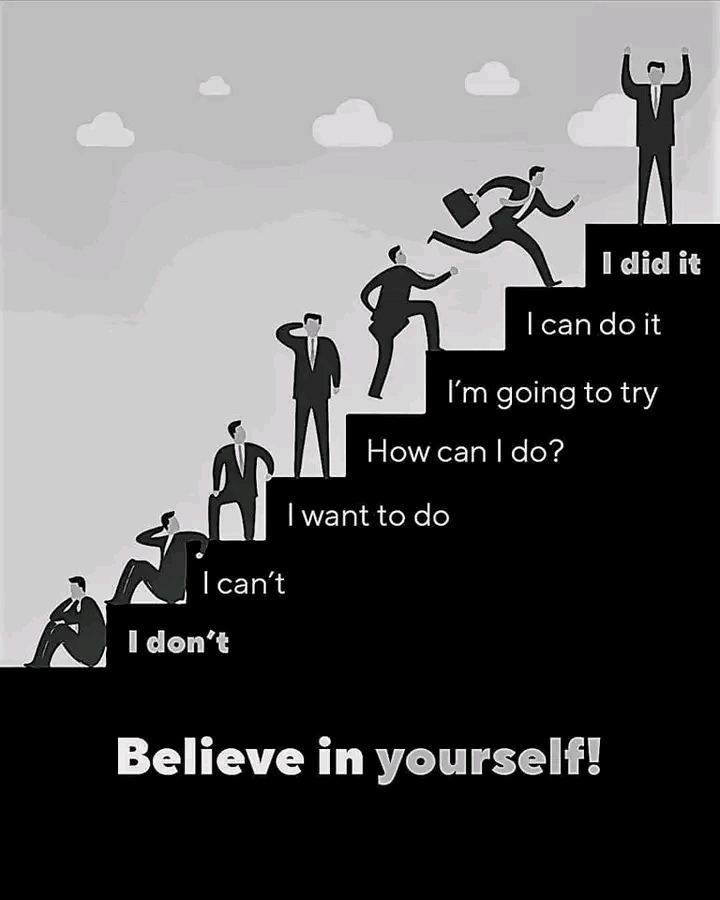 I did it
I can do it
I'm going to try
How can I do?
I want to do
I can't
I don't
Believe in yourself!